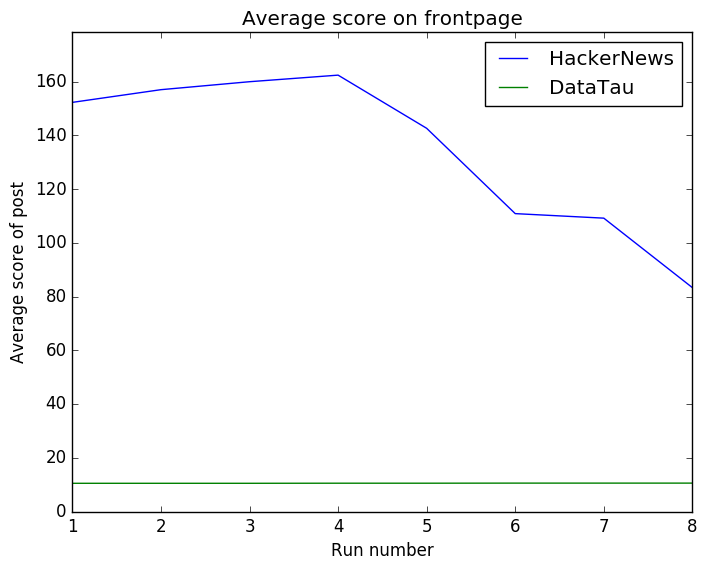 Average score on frontpage
HackerNews
DataTau
160
140
120
100
80
60
40
20
0
Average score of post
1 2 3 4 5 6 7 8
Run number